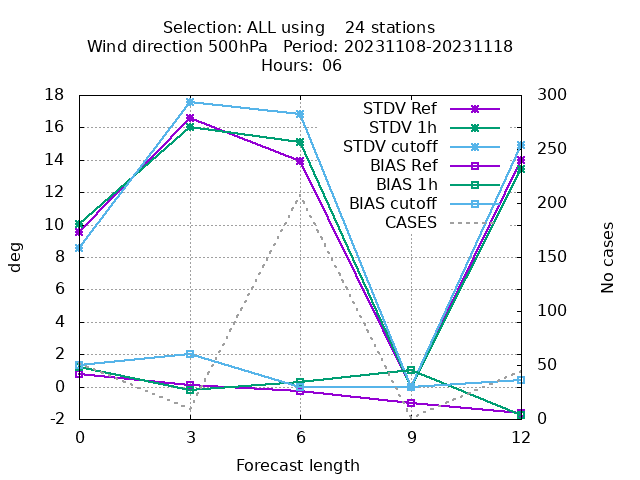 Selection: ALL using    24 stations
Wind direction 500hPa   Period: 20231108-20231118
Hours: 06
18
16
14
12
10
8
6
4
2
0
-2
300
250
200
150
100
50
0
STDV Ref
STDV 1h
STDV cutoff
BIAS Ref
BIAS 1h
BIAS cutoff
CASES
deg
No cases
0
3
6
9
12
Forecast length